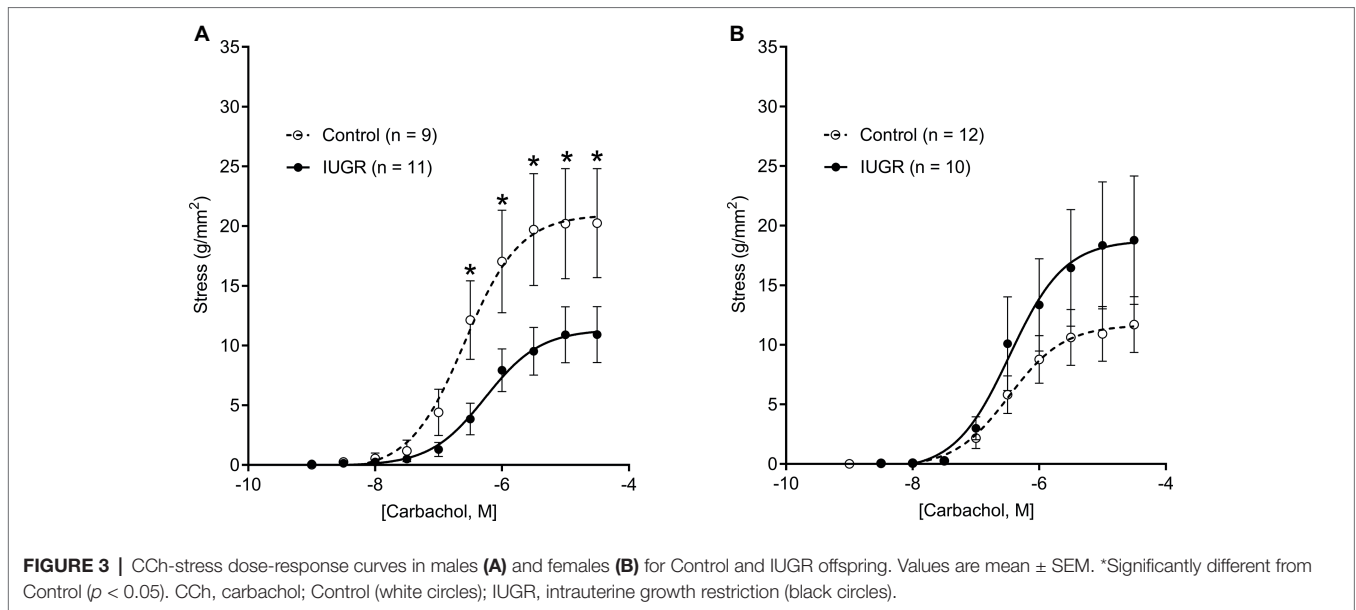 A
35
30
25
20
15
10
5
0
Stress (g/mm²)
Control (n = 9)
IUGR (n = 11)
* * * * *
-10 -8 -6 -4
[Carbachol, M]
B
35
30
25
20
15
10
5
0
Stress (g/mm²)
Control (n = 12)
IUGR (n = 10)
-10 -8 -6 -4
[Carbachol, M]
FIGURE 3 | CCh-stress dose-response curves in males (A) and females (B) for Control and IUGR offspring. Values are mean ± SEM. *Significantly different from
Control (p < 0.05). CCh, carbachol; Control (white circles); IUGR, intrauterine growth restriction (black circles).